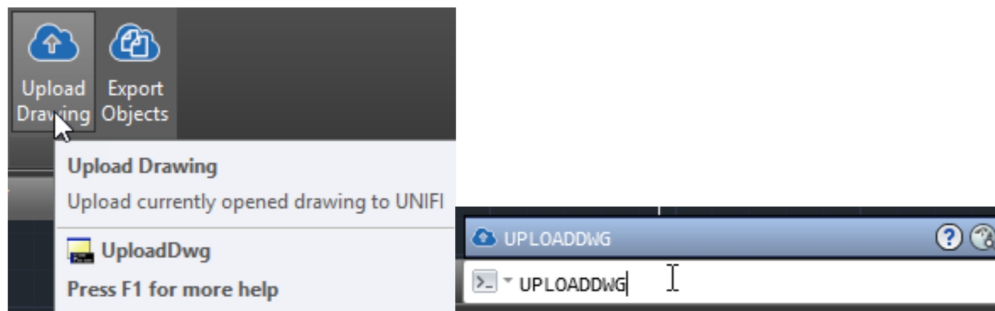 Upload Export
Drawing Objects
Upload Drawing
Upload currently opened drawing to UNIFI
UploadDwg
Press F1 for more help
UPLOADDWG
UPLOADDWG